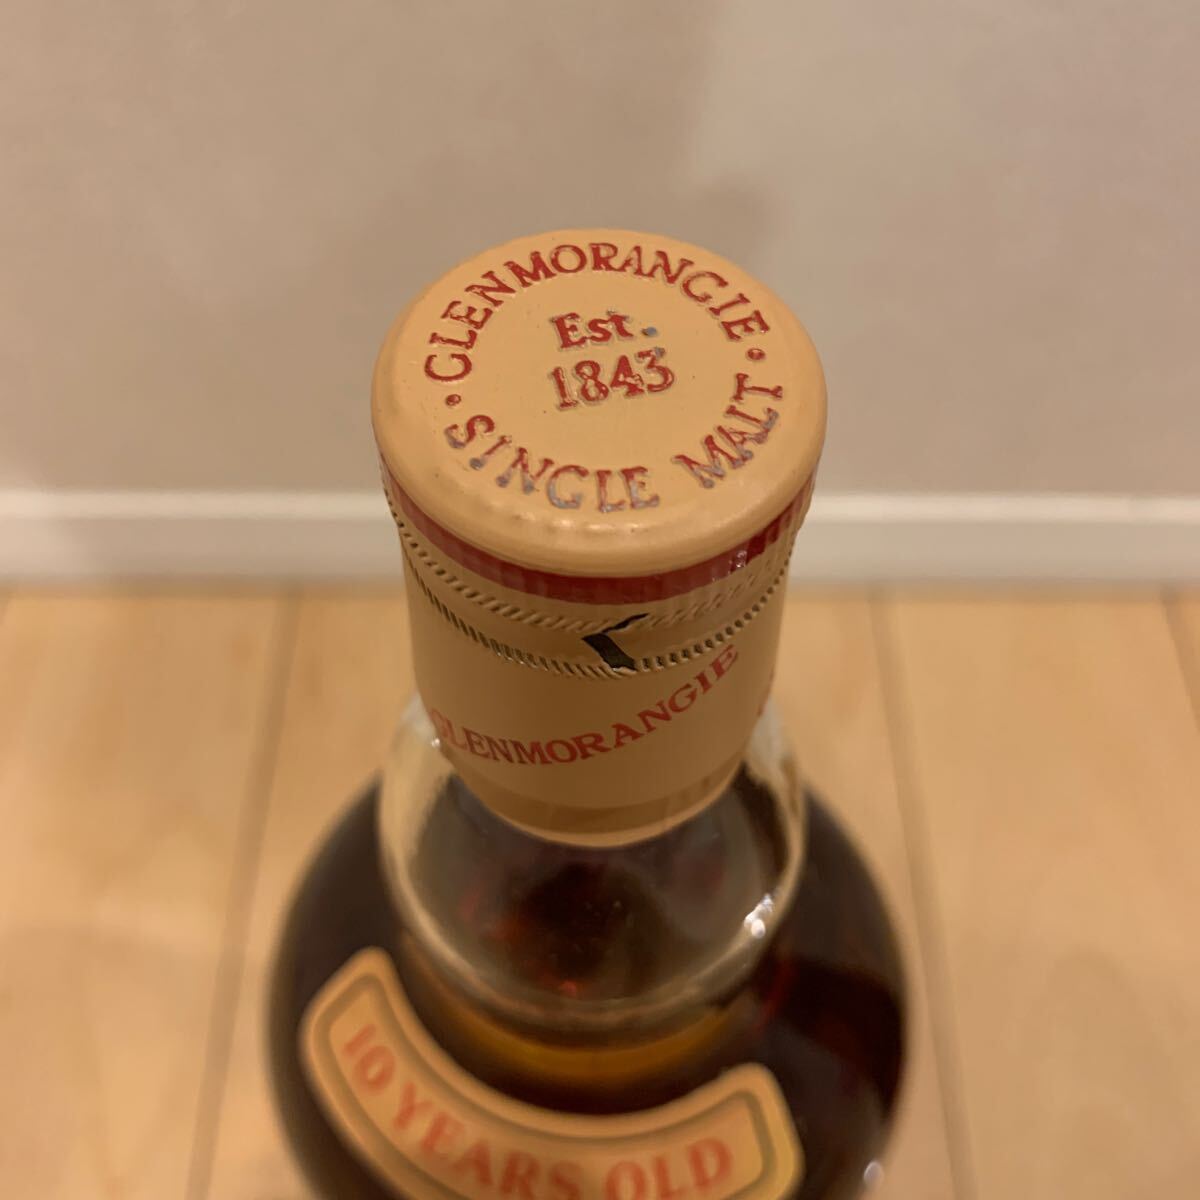 GLENMORANGIE
Est.
1843
• SINGLE MALT •
GLENMORANGIE
10 YEARS OLD